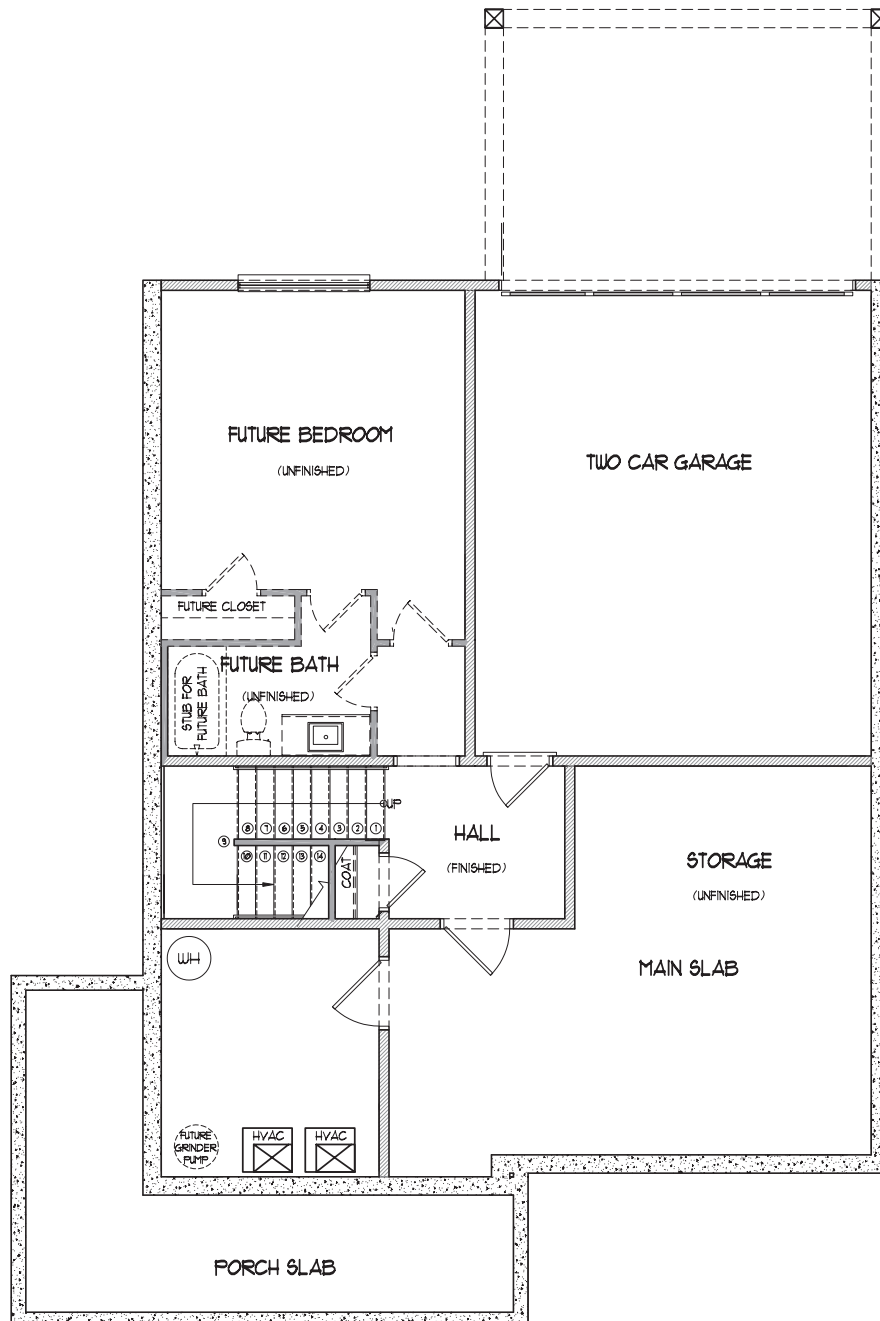 FUTURE BEDROOM
(UNFINISHED)
TWO CAR GARAGE
FUTURE CLOSET
FUTURE BATH
(UNFINISHED)
STUB FOR
FUTURE BATH
UP
8
7
6
5
4
3
2
1
9
10
11
12
13
14
COAT
HALL
(FINISHED)
STORAGE
(UNFINISHED)
MAIN SLAB
WH
FUTURE
GRINDER
PUMP
HVAC
HVAC
PORCH SLAB